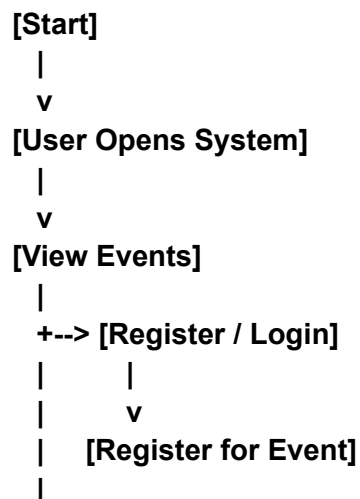 [Start]
|
v
[User Opens System]
|
v
[View Events]
|
+--> [Register / Login]
|     |
|     v
|   [Register for Event]
|